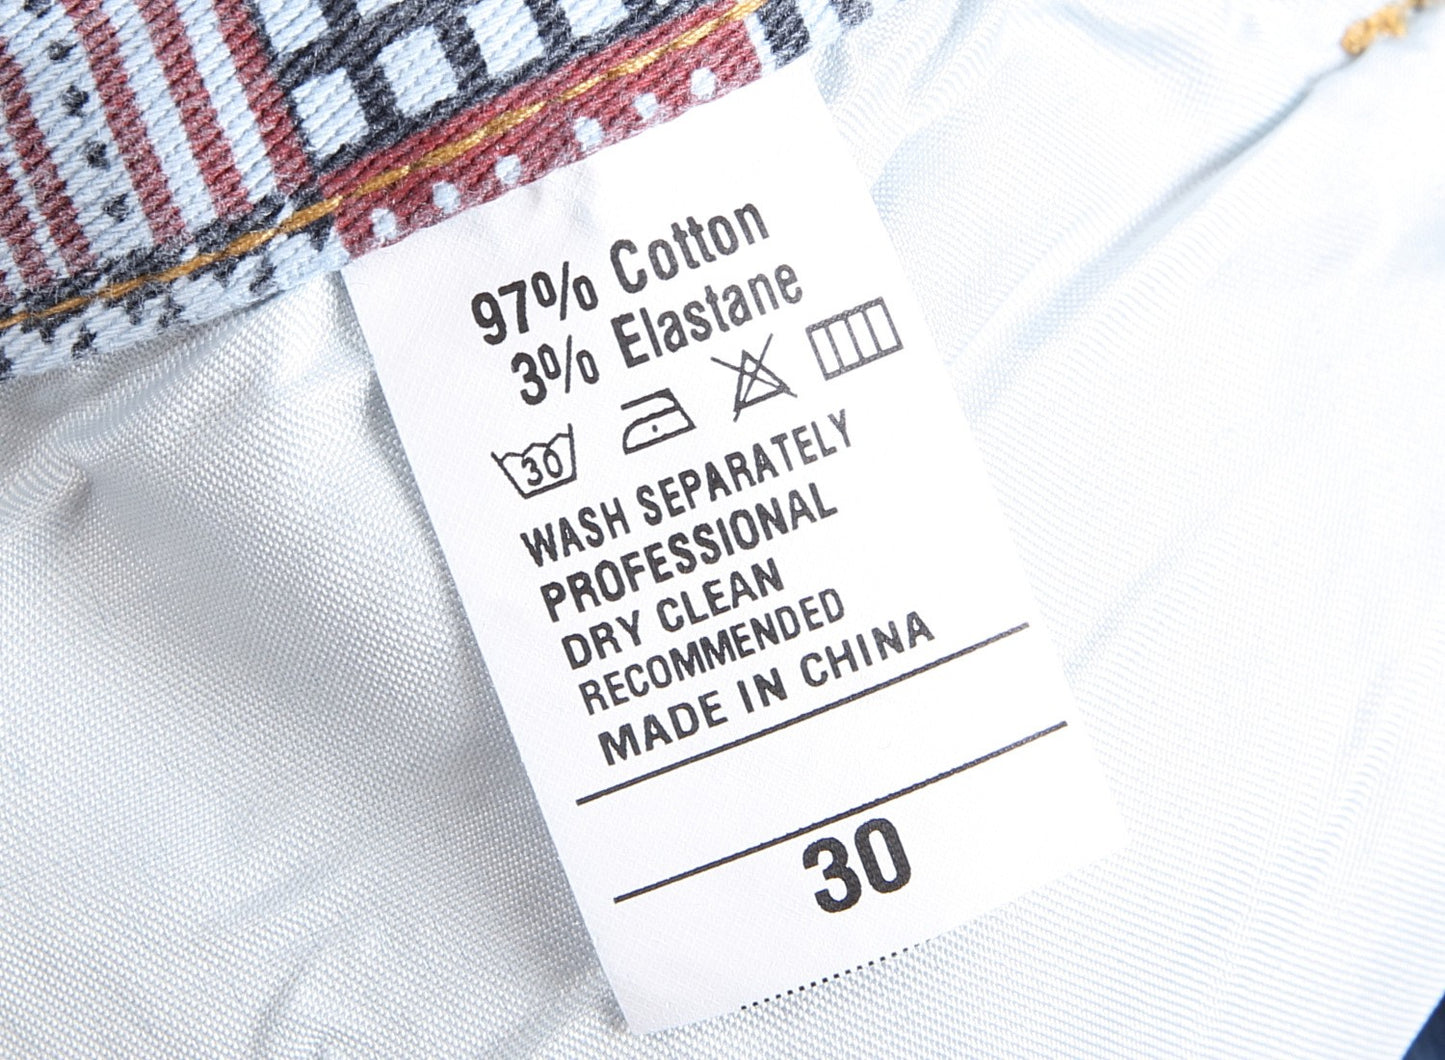 97% Cotton
3% Elastane
30
WASH SEPARATELY
PROFESSIONAL
DRY CLEAN
RECOMMENDED
MADE IN CHINA
30